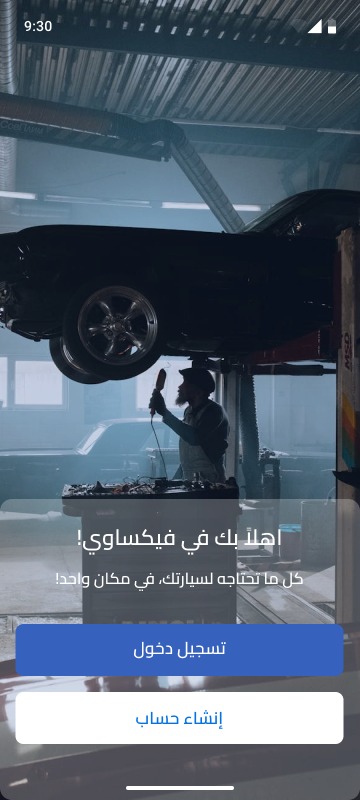 9:30
اهلاً بك في فيكساوي!
كل ما تحتاجه لسيارتك، في مكان واحد!
تسجيل دخول
إنشاء حساب